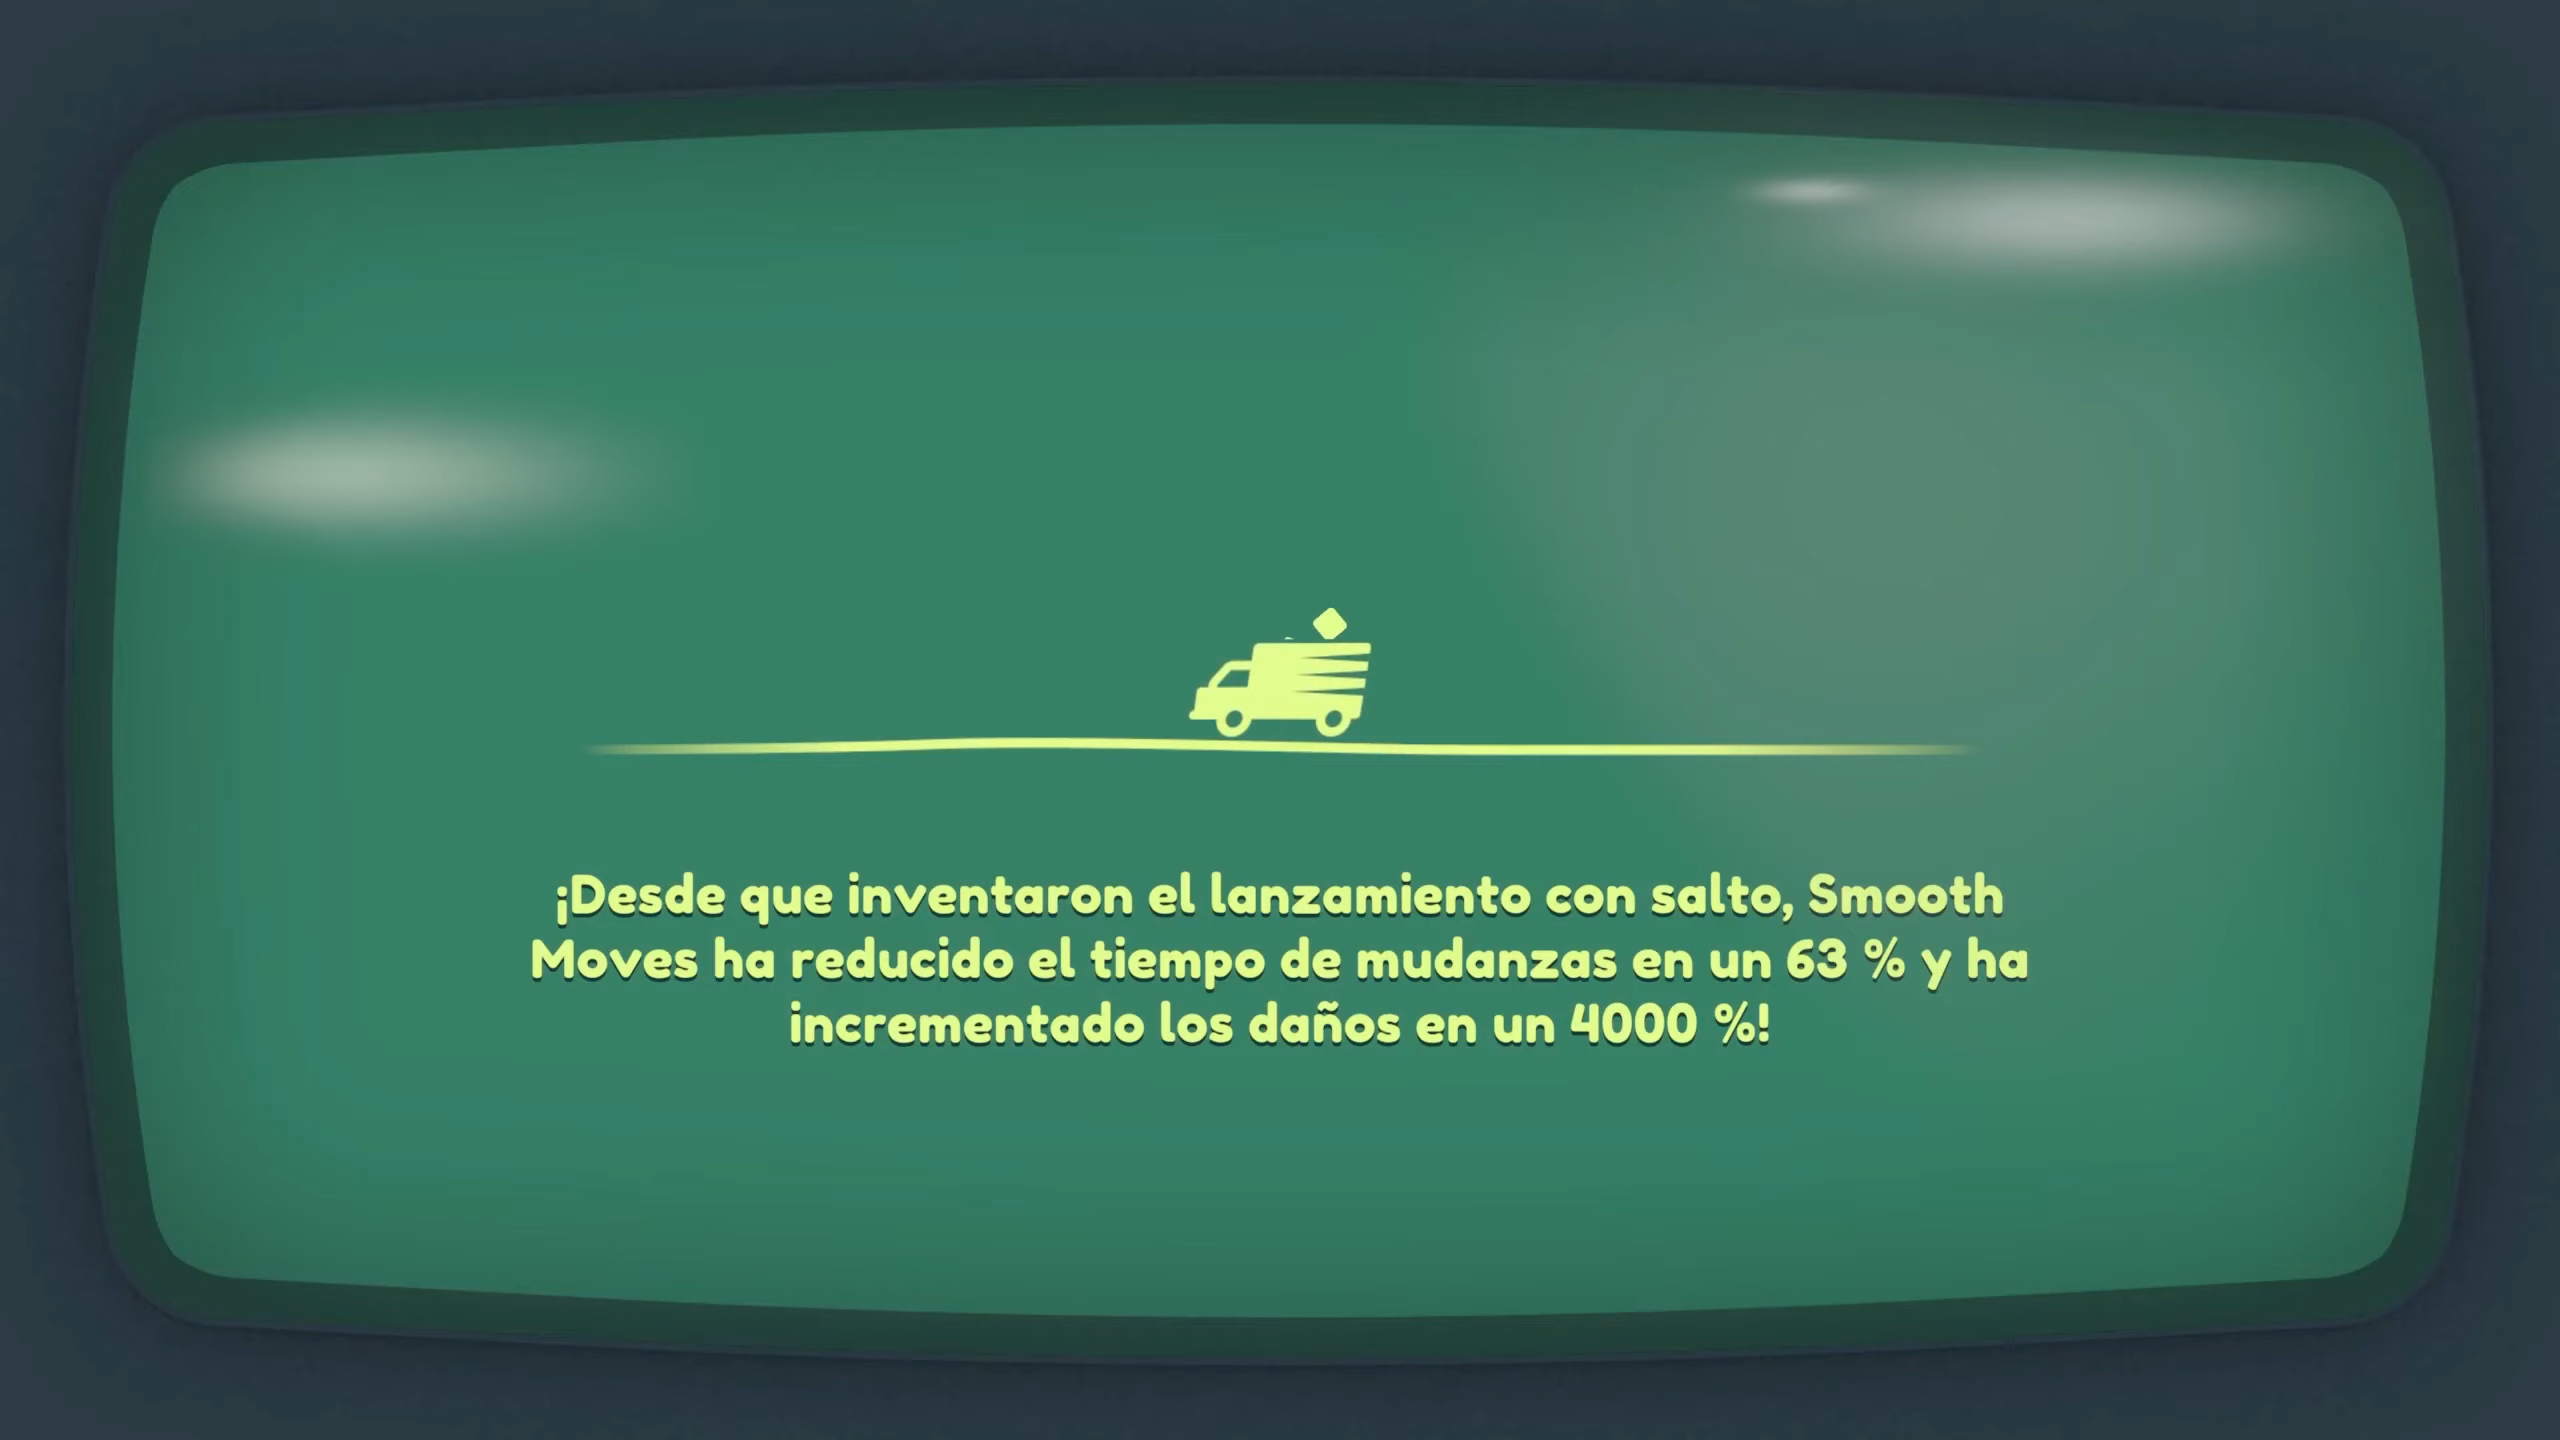 ¡Desde que inventaron el lanzamiento con salto, Smooth
Moves ha reducido el tiempo de mudanzas en un 63 % y ha
incrementado los daños en un 4000 %!